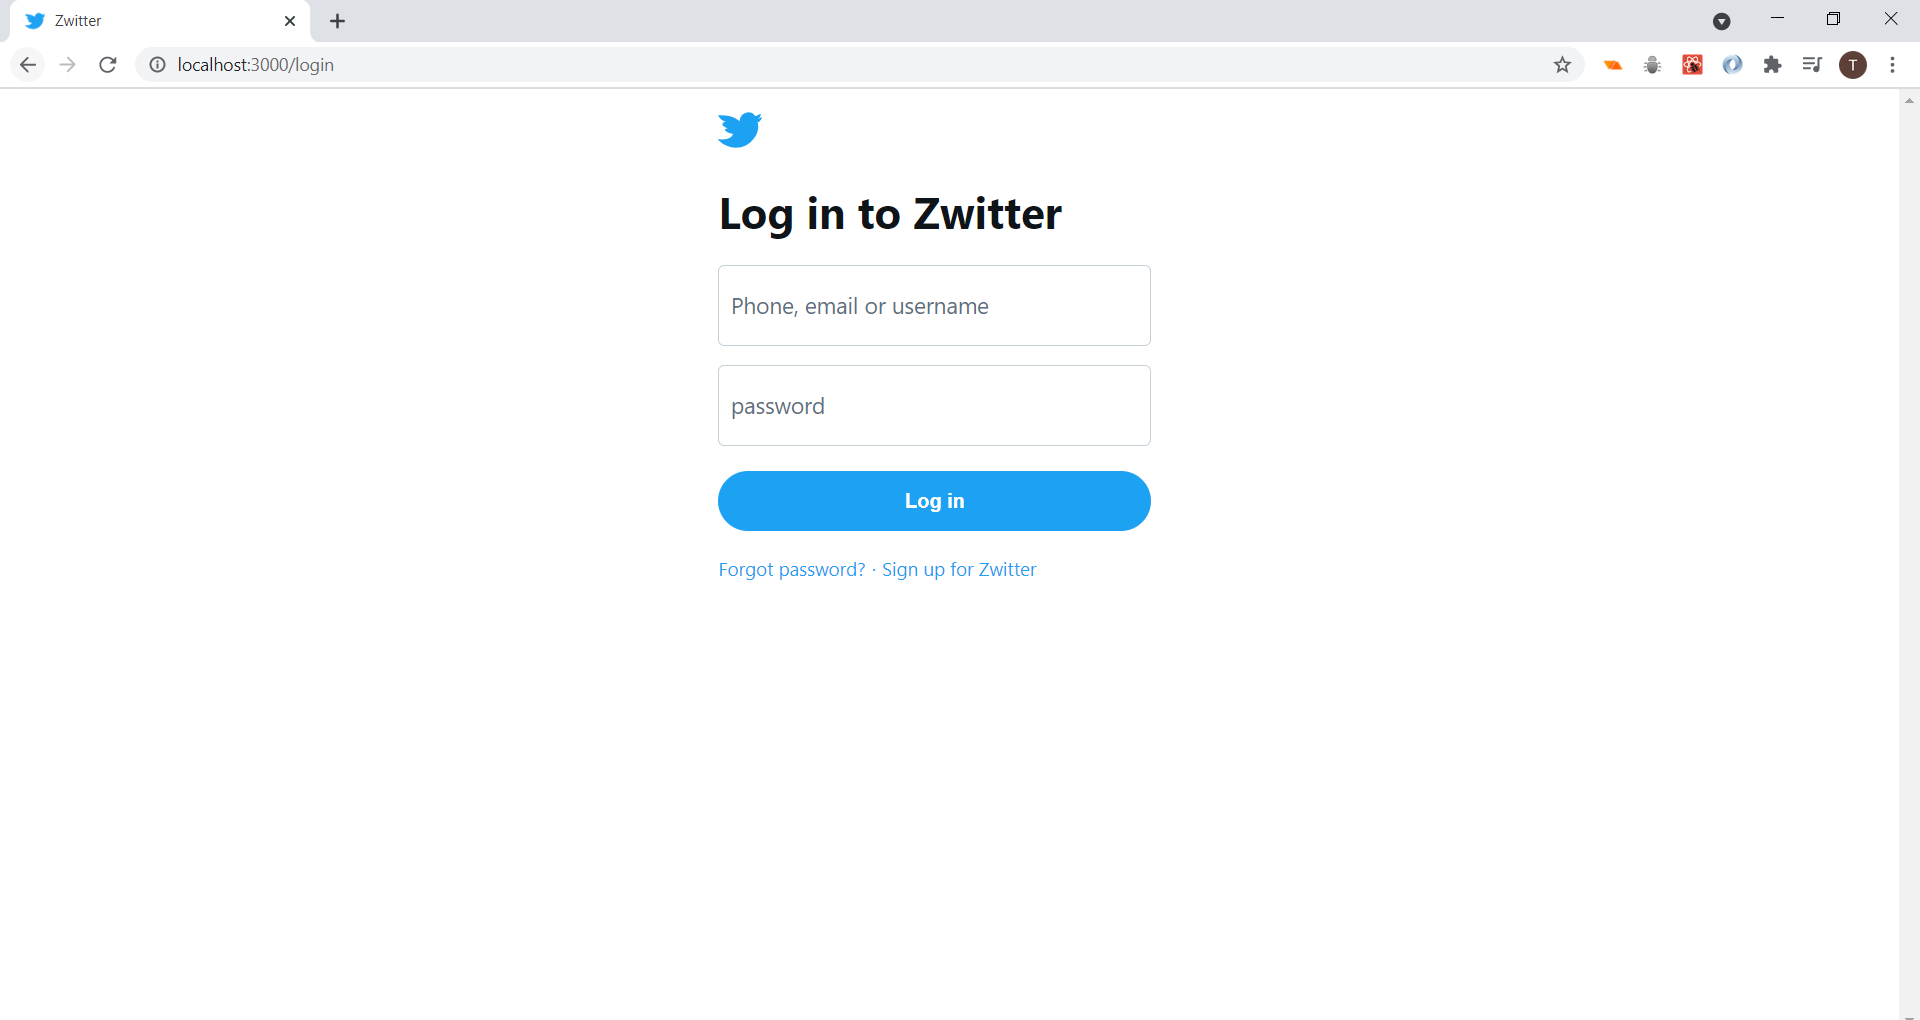 Zwitter
localhost:3000/login
T
Log in to Zwitter
Phone, email or username
password
Log in
Forgot password? · Sign up for Zwitter